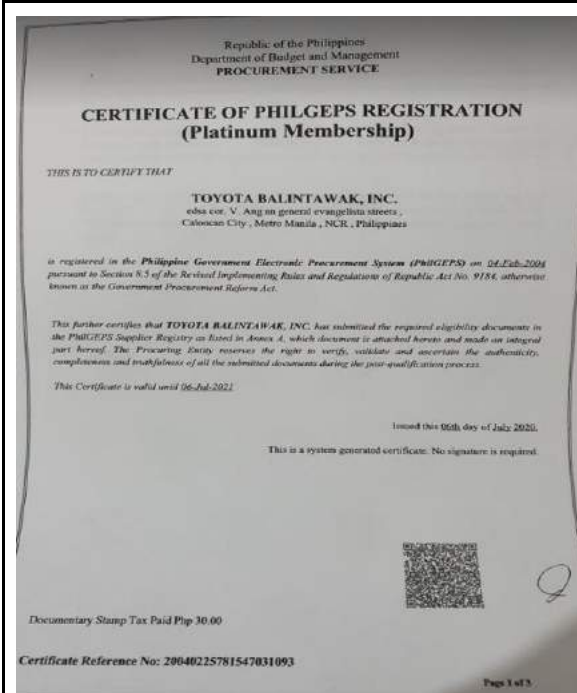 Republic of the Philippines
Department of Budget and Management
PROCUREMENT SERVICE
CERTIFICATE OF PHILGEPS REGISTRATION
(Platinum Membership)
THIS IS TO CERTIFY THAT
TOYOTA BALINTAWAK, INC.
edsa cor. V. Ang nn general evangelista streets ,
Caloocan City , Metro Manila , NCR , Philippines
is registered in the Philippine Government Electronic Procurement System (PhilGEPS) on 04-Feb-2004
pursuant to Section 8.5 of the Revised Implementing Rules and Regulations of Republic Act No. 9184, otherwise
known as the Government Procurement Reform Act.
This further certifies that TOYOTA BALINTAWAK, INC. has submitted the required eligibility documents in
the PhilGEPS Supplier Registry as listed in Annex A, which document is attached hereto and made an integral
part hereof. The Procuring Entity reserves the right to verify, validate and ascertain the authenticity,
completeness and truthfulness of all the submitted documents during the post-qualification process.
This Certificate is valid until 06-Jul-2021
Issued this 06th day of July 2020.
This is a system generated certificate. No signature is required.
Documentary Stamp Tax Paid Php 30.00
Certificate Reference No: 20040225781547031093
Page 1 of 3